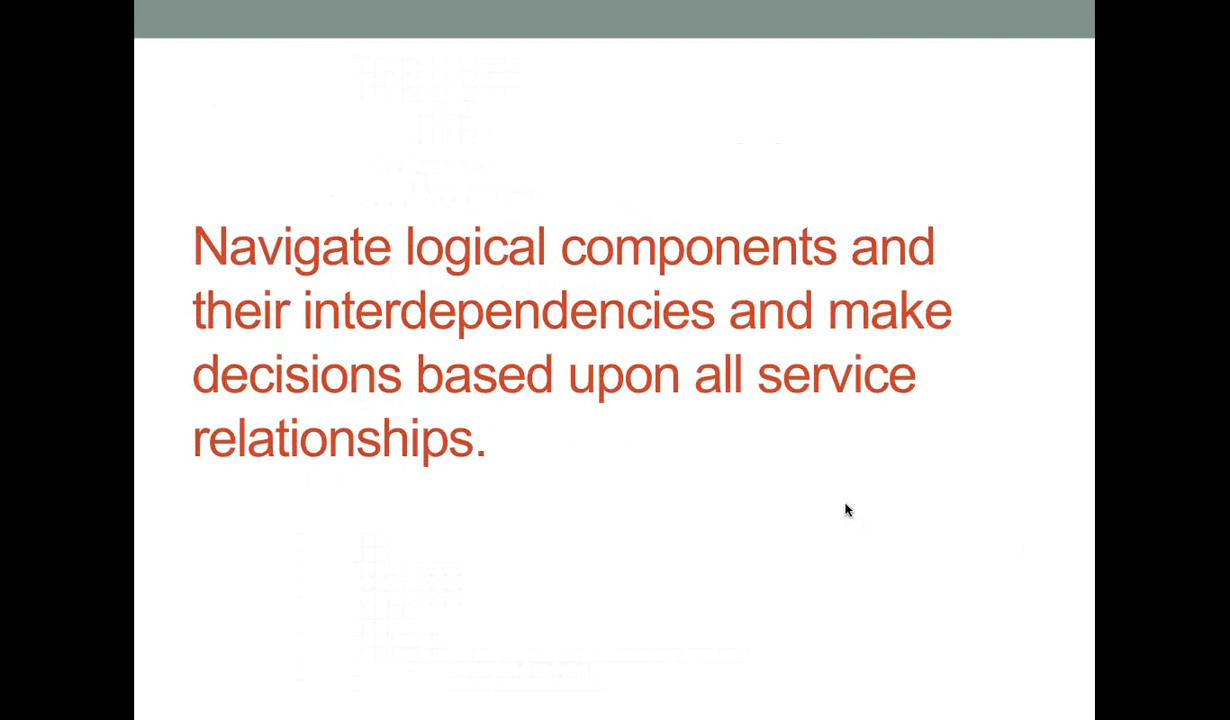 Navigate logical components and
their interdependencies and make
decisions based upon all service
relationships.